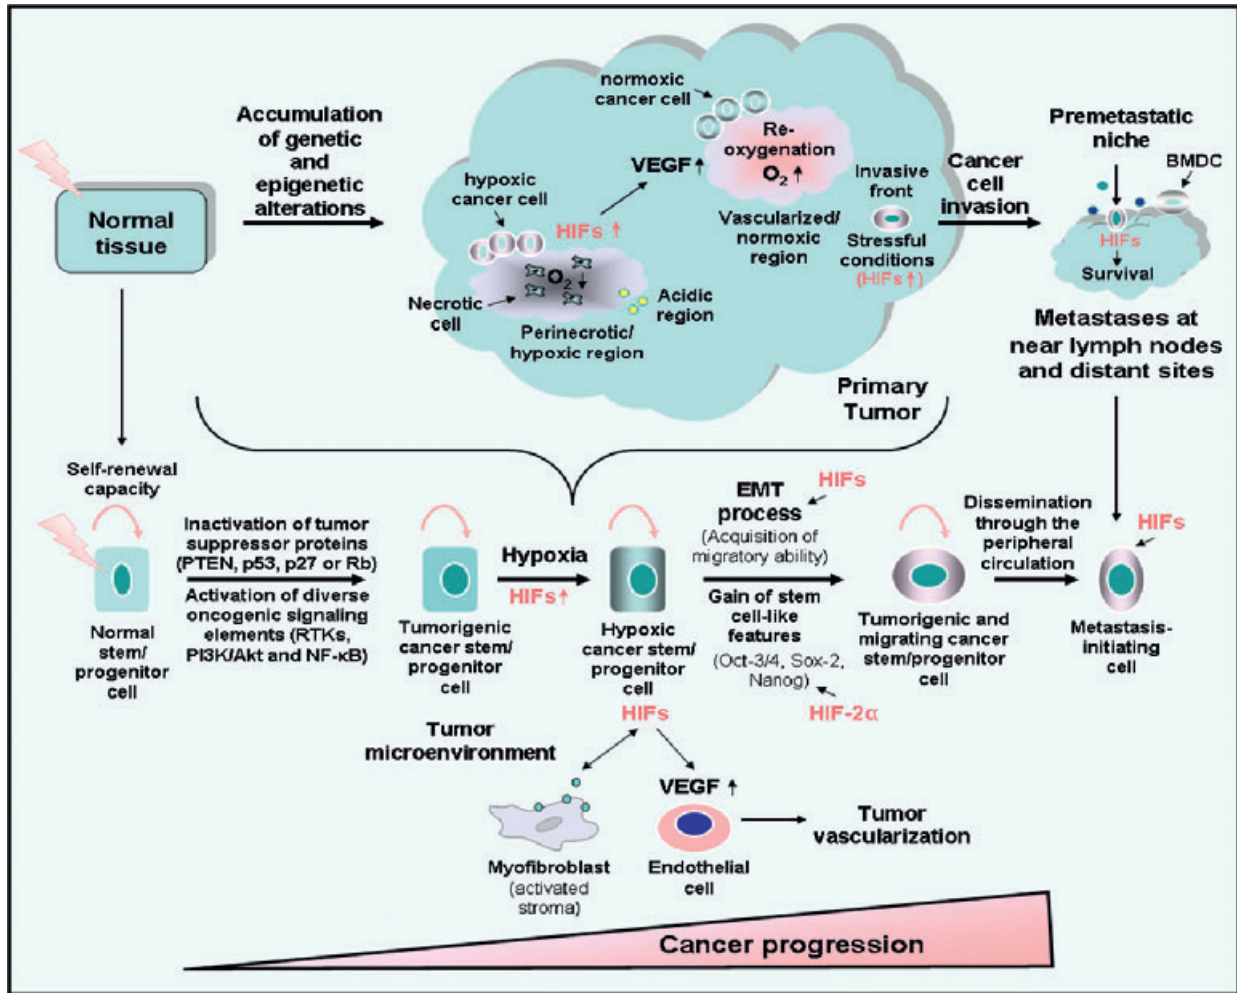 Normal
tissue
Accumulation
of genetic
and
epigenetic
alterations
normoxic
cancer cell
Re-
oxygenation
O2 ↑
VEGF ↑
hypoxic
cancer cell
HIFs ↑
O2 ↓
Necrotic
cell
Perinecrotic/
hypoxic region
Acidic
region
Vascularized/
normoxic
region
Invasive
front
Stressful
conditions
(HIFs ↑)
Primary
Tumor
Cancer
cell
invasion
Premetastatic
niche
BMDC
HIFs
Survival
Metastases at
near lymph nodes
and distant sites
Self-renewal
capacity
Normal
stem/
progenitor
cell
Inactivation of tumor
suppressor proteins
(PTEN, p53, p27 or Rb)
Activation of diverse
oncogenic signaling
elements (RTKs,
PI3K/Akt and NF-κB)
Tumorigenic
cancer stem/
progenitor
cell
Hypoxia
HIFs ↑
Hypoxic
cancer stem/
progenitor
cell
EMT
process
HIFs
(Acquisition of
migratory ability)
Gain of stem
cell-like
features
(Oct-3/4, Sox-2,
Nanog)
HIF-2α
Tumorigenic and
migrating cancer
stem/progenitor
cell
Dissemination
through the
peripheral
circulation
HIFs
Metastasis-
initiating
cell
HIFs
Tumor
microenvironment
Myofibroblast
(activated
stroma)
VEGF ↑
Endothelial
cell
Tumor
vascularization
Cancer progression